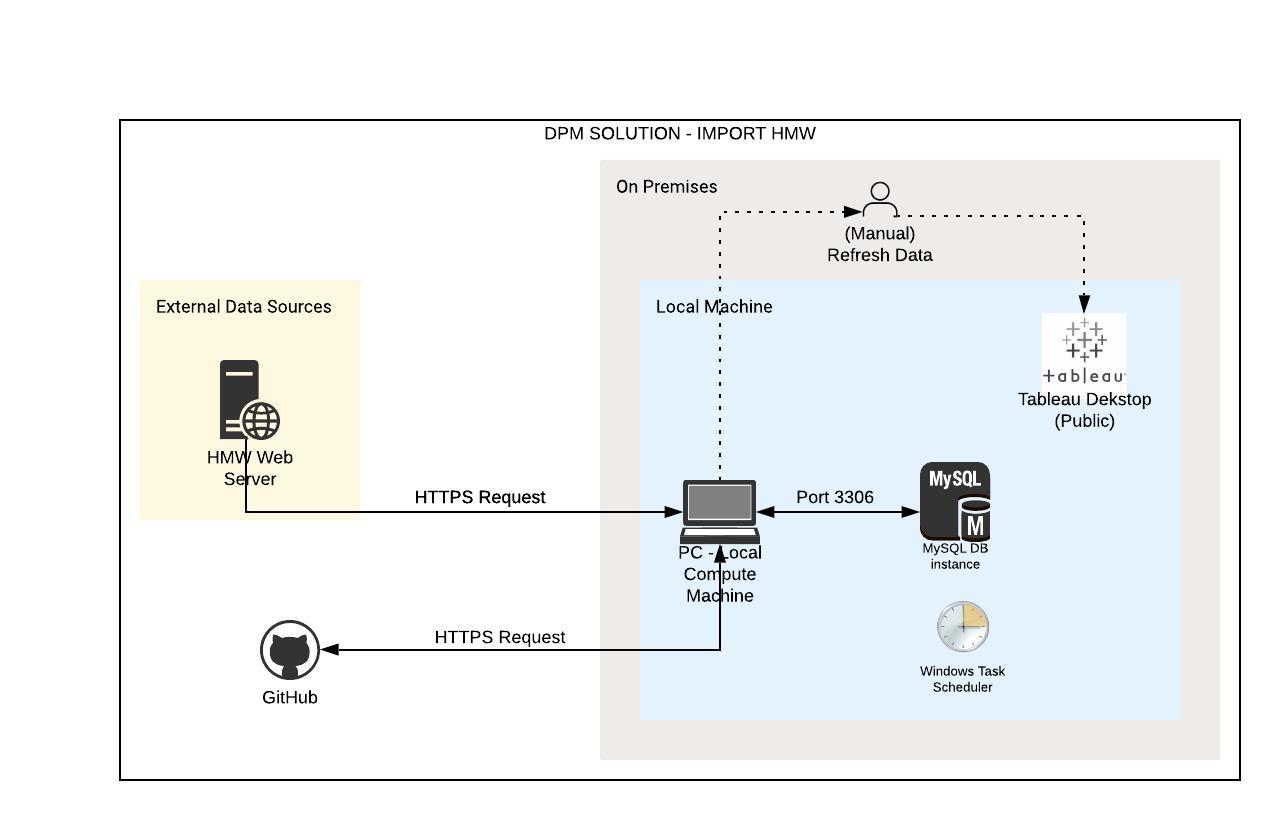 DPM SOLUTION - IMPORT HMW
On Premises
(Manual)
Refresh Data
External Data Sources
Local Machine
+ableau
Tableau Dekstop
(Public)
HMW Web
Server
HTTPS Request
Port 3306
MySQL
M
MySQL DB
instance
PC - Local
Compute
Machine
HTTPS Request
GitHub
Windows Task
Scheduler